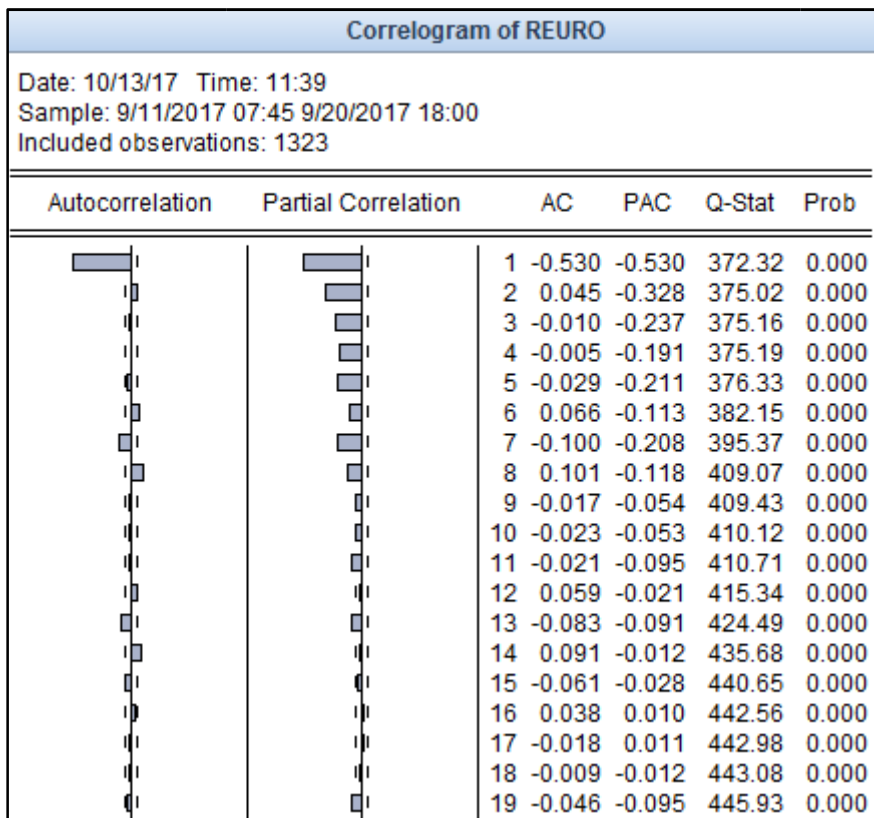 Correlogram of REURO
Date: 10/13/17 Time: 11:39
Sample: 9/11/2017 07:45 9/20/2017 18:00
Included observations: 1323
Autocorrelation Partial Correlation AC PAC Q-Stat Prob
1 -0.530 -0.530 372.32 0.000
2 0.045 -0.328 375.02 0.000
3 -0.010 -0.237 375.16 0.000
4 -0.005 -0.191 375.19 0.000
5 -0.029 -0.211 376.33 0.000
6 0.066 -0.113 382.15 0.000
7 -0.100 -0.208 395.37 0.000
8 0.101 -0.118 409.07 0.000
9 -0.017 -0.054 409.43 0.000
10 -0.023 -0.053 410.12 0.000
11 -0.021 -0.095 410.71 0.000
12 0.059 -0.021 415.34 0.000
13 -0.083 -0.091 424.49 0.000
14 0.091 -0.012 435.68 0.000
15 -0.061 -0.028 440.65 0.000
16 0.038 0.010 442.56 0.000
17 -0.018 0.011 442.98 0.000
18 -0.009 -0.012 443.08 0.000
19 -0.046 -0.095 445.93 0.000